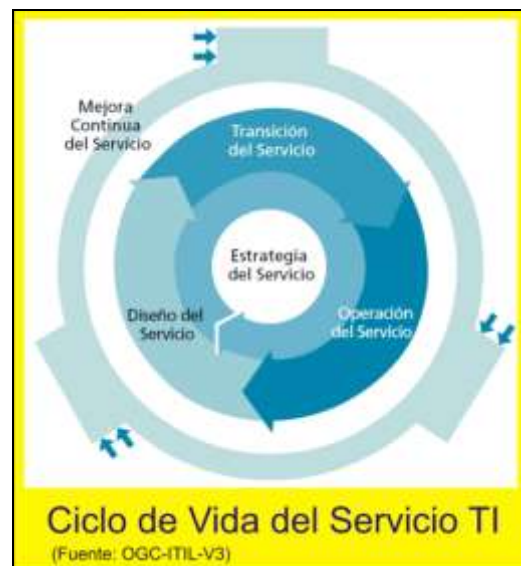 Mejora
Continua
del Servicio
Transición
del Servicio
Estrategia
del Servicio
Diseño del
Servicio
Operación
del Servicio
Ciclo de Vida del Servicio TI
(Fuente: OGC-ITIL-V3)